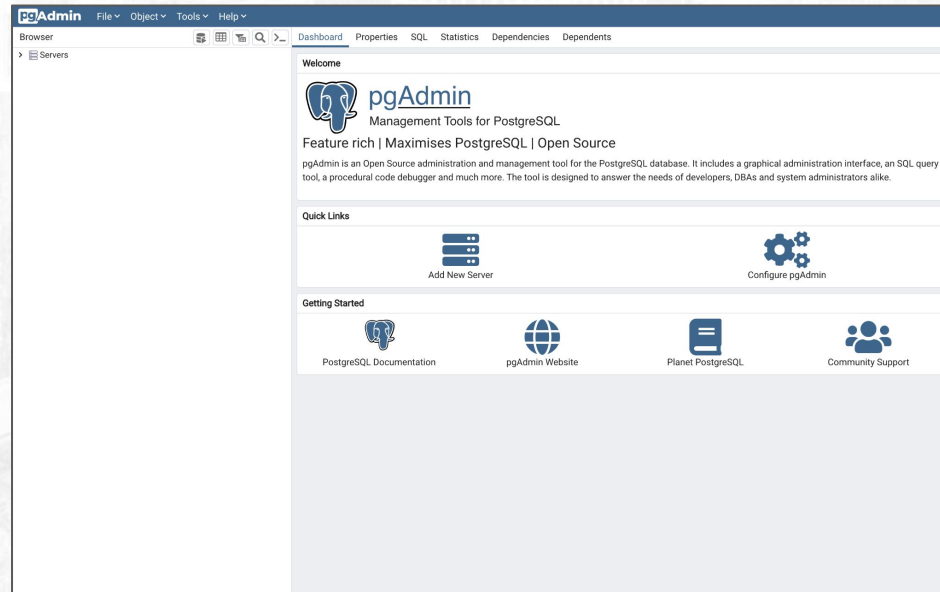 pgAdmin File Object Tools Help
Browser
Servers
Dashboard Properties SQL Statistics Dependencies Dependents
Welcome
pgAdmin
Management Tools for PostgreSQL
Feature rich | Maximises PostgreSQL | Open Source
pgAdmin is an Open Source administration and management tool for the PostgreSQL database. It includes a graphical administration interface, an SQL query
tool, a procedural code debugger and much more. The tool is designed to answer the needs of developers, DBAs and system administrators alike.
Quick Links
Add New Server Configure pgAdmin
Getting Started
PostgreSQL Documentation pgAdmin Website Planet PostgreSQL Community Support